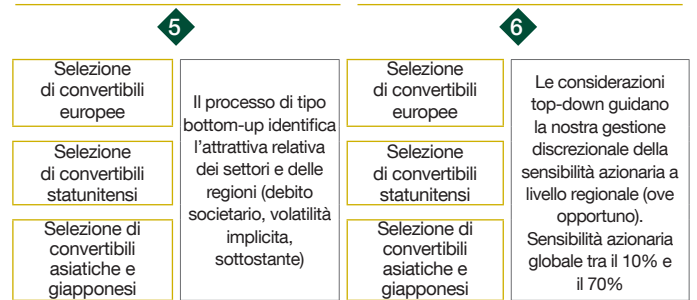 5
Selezione
di convertibili
europee
Selezione
di convertibili
statunitensi
Selezione di
convertibili
asiatiche e
giapponesi
Il processo di tipo
bottom-up identifica
l'attrattiva relativa
dei settori e delle
regioni (debito
societario, volatilità
implicita,
sottostante)
6
Selezione
di convertibili
europee
Selezione
di convertibili
statunitensi
Selezione di
convertibili
asiatiche e
giapponesi
Le considerazioni
top-down guidano
la nostra gestione
discrezionale della
sensibilità azionaria a
livello regionale (ove
opportuno).
Sensibilità azionaria
globale tra il 10% e
il 70%